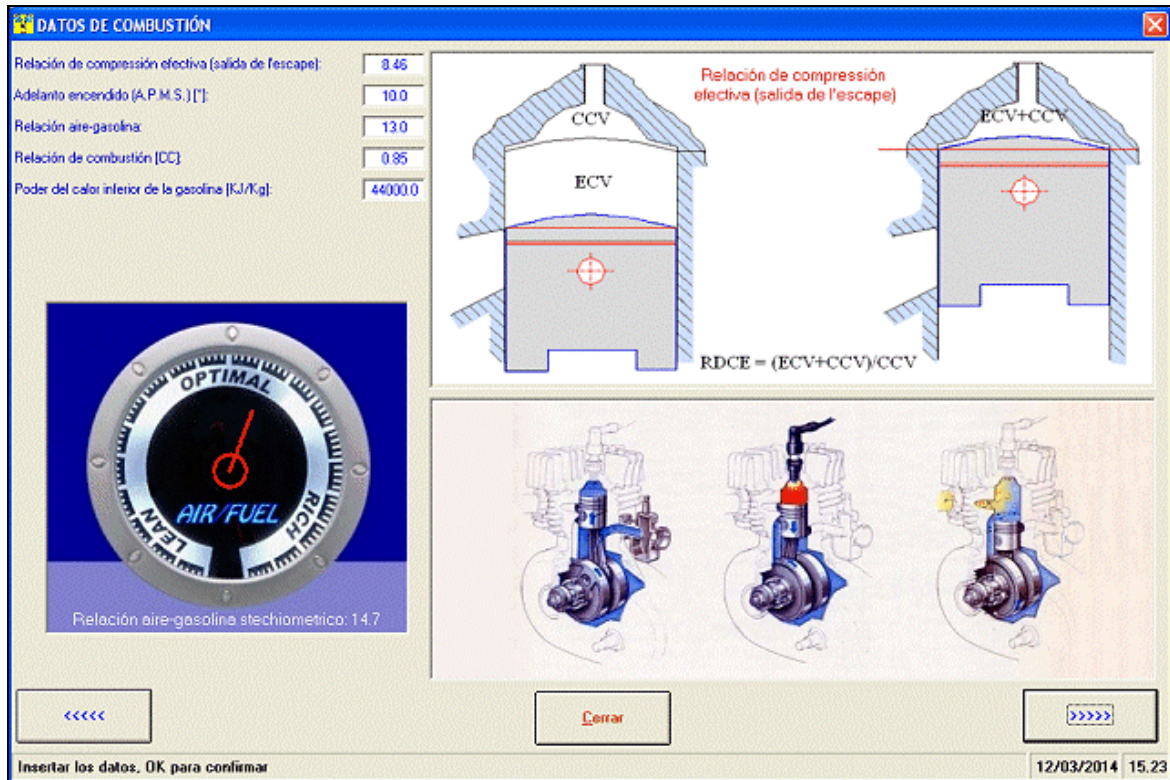 DATOS DE COMBUSTIÓN
Relación de compressión efectiva (salida de l'escape): 8.46
Adelanto encendido (A.P.M.S.) [°]: 10.0
Relación aire-gasolina: 13.0
Relación de combustión [CC]: 0.85
Poder del calor inferior de la gasolina [KJ/Kg]: 44000.0
Relación de compressión
efectiva (salida de l'escape)
CCV
ECV
ECV+CCV
RDCE = (ECV+CCV)/CCV
OPTIMAL
LEAN
RICH
AIR/FUEL
Relación aire-gasolina stechiometrico: 14.7
<<<<<
Cerrar
>>>>>
Insertar los datos, OK para confirmar
12/03/2014 15.23